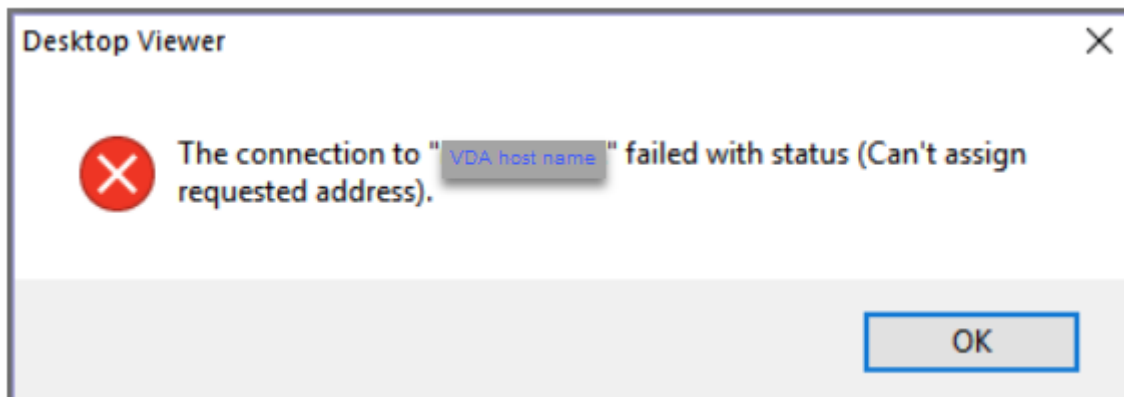 Desktop Viewer
The connection to "VDA host name" failed with status (Can't assign
requested address).
OK